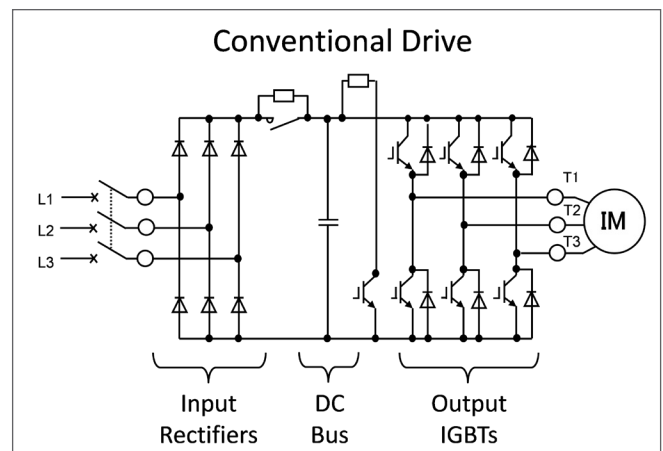 Conventional Drive
L1
L2
L3
T1
T2
T3
IM
Input
Rectifiers
DC
Bus
Output
IGBTs